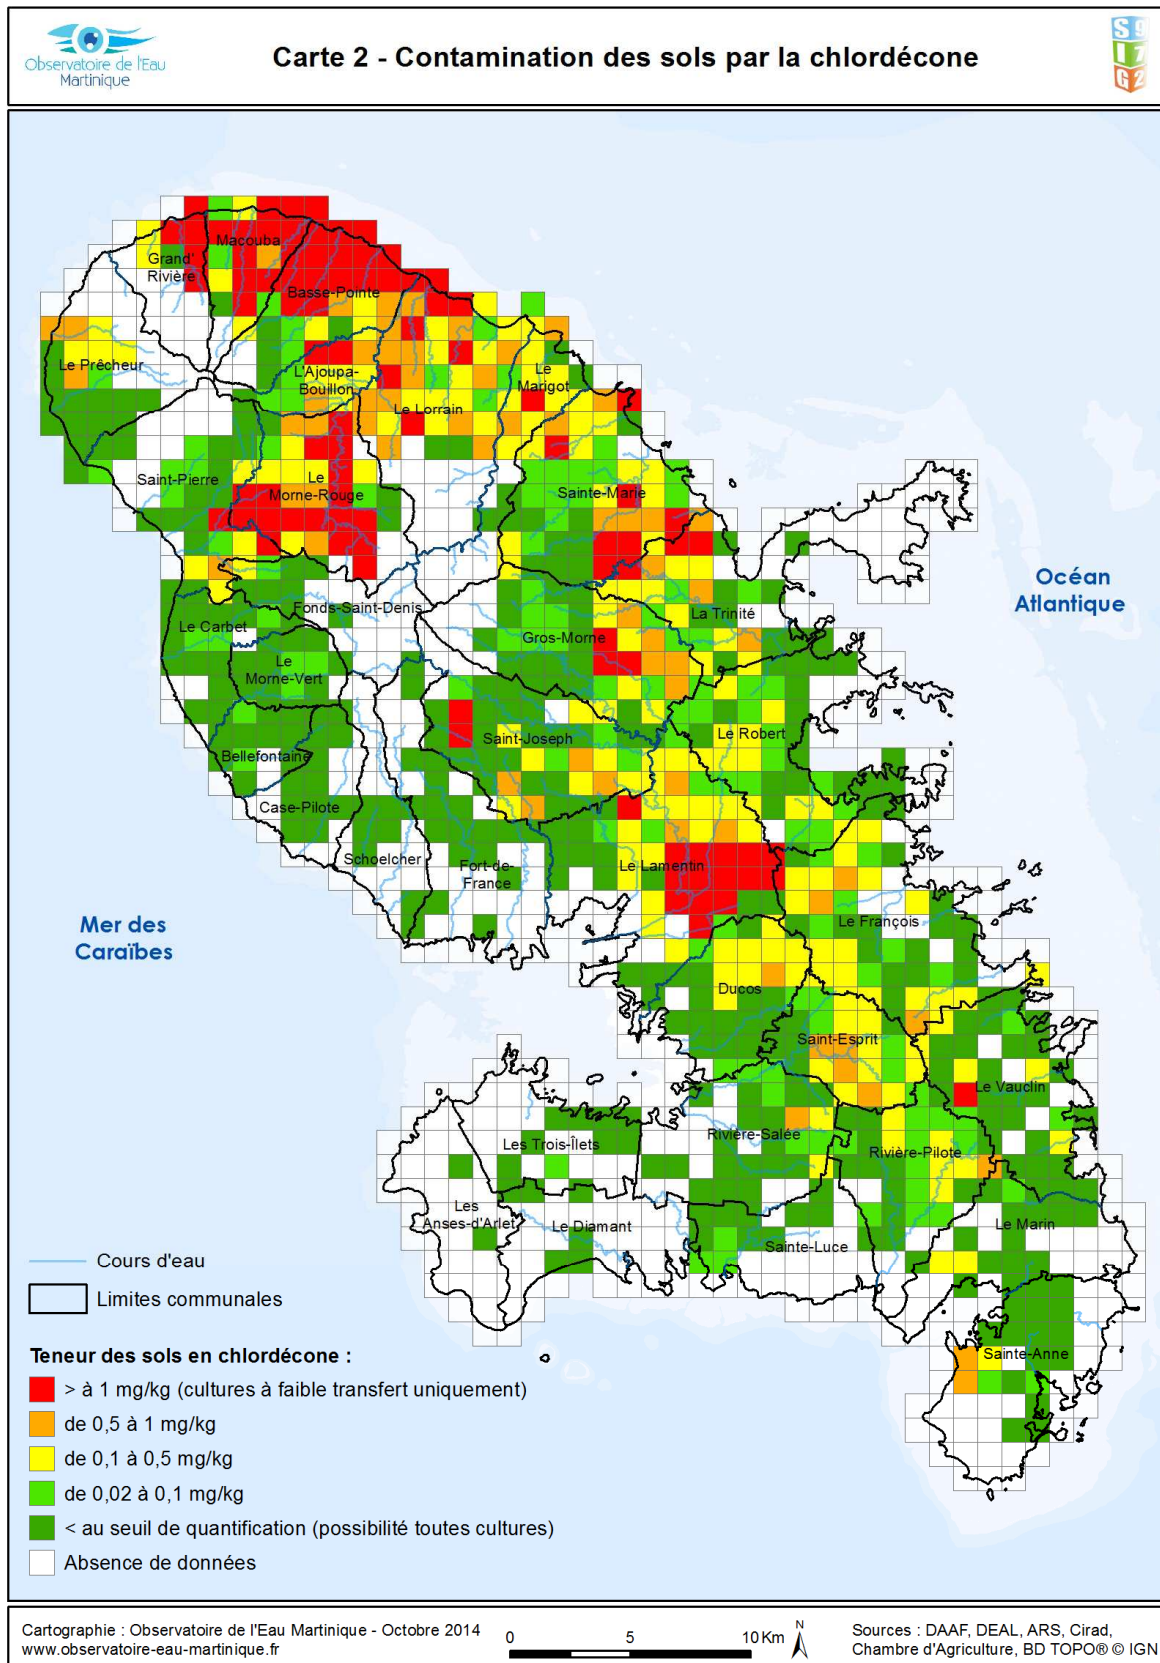 Observatoire de l'Eau
Martinique
Carte 2 - Contamination des sols par la chlordécone
S 9
I 7
G 2
Macouba
Grand'
Rivière
Basse-Pointe
Le Prêcheur
L'Ajoupa-
Bouillon
Le
Marigot
Le Lorrain
Saint-Pierre
Le
Morne-Rouge
Sainte-Marie
Océan
Atlantique
Fonds-Saint-Denis
La Trinité
Le Carbet
Gros-Morne
Le
Morne-Vert
Saint-Joseph
Le Robert
Bellefontaine
Case-Pilote
Schoelcher
Fort-de-
France
Le Lamentin
Mer des
Caraïbes
Le François
Ducos
Saint-Esprit
Le Vauclin
Les Trois-Îlets
Rivière-Salée
Rivière-Pilote
Les
Anses-d'Arlet
Le Diamant
Sainte-Luce
Le Marin
Sainte-Anne
Cours d'eau
Limites communales
Teneur des sols en chlordécone :
> à 1 mg/kg (cultures à faible transfert uniquement)
de 0,5 à 1 mg/kg
de 0,1 à 0,5 mg/kg
de 0,02 à 0,1 mg/kg
< au seuil de quantification (possibilité toutes cultures)
Absence de données
Cartographie : Observatoire de l'Eau Martinique - Octobre 2014
www.observatoire-eau-martinique.fr
0 5 10 Km
N
Sources : DAAF, DEAL, ARS, Cirad,
Chambre d'Agriculture, BD TOPO® © IGN